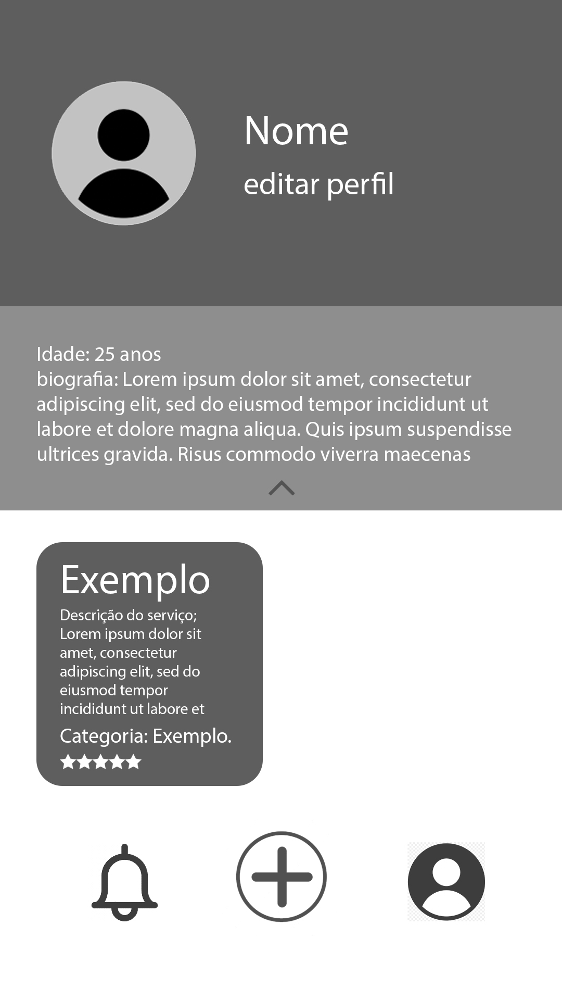 Nome
editar perfil
Idade: 25 anos
biografia: Lorem ipsum dolor sit amet, consectetur
adipiscing elit, sed do eiusmod tempor incididunt ut
labore et dolore magna aliqua. Quis ipsum suspendisse
ultrices gravida. Risus commodo viverra maecenas
Exemplo
Descrição do serviço;
Lorem ipsum dolor sit
amet, consectetur
adipiscing elit, sed do
eiusmod tempor
incididunt ut labore et
Categoria: Exemplo.